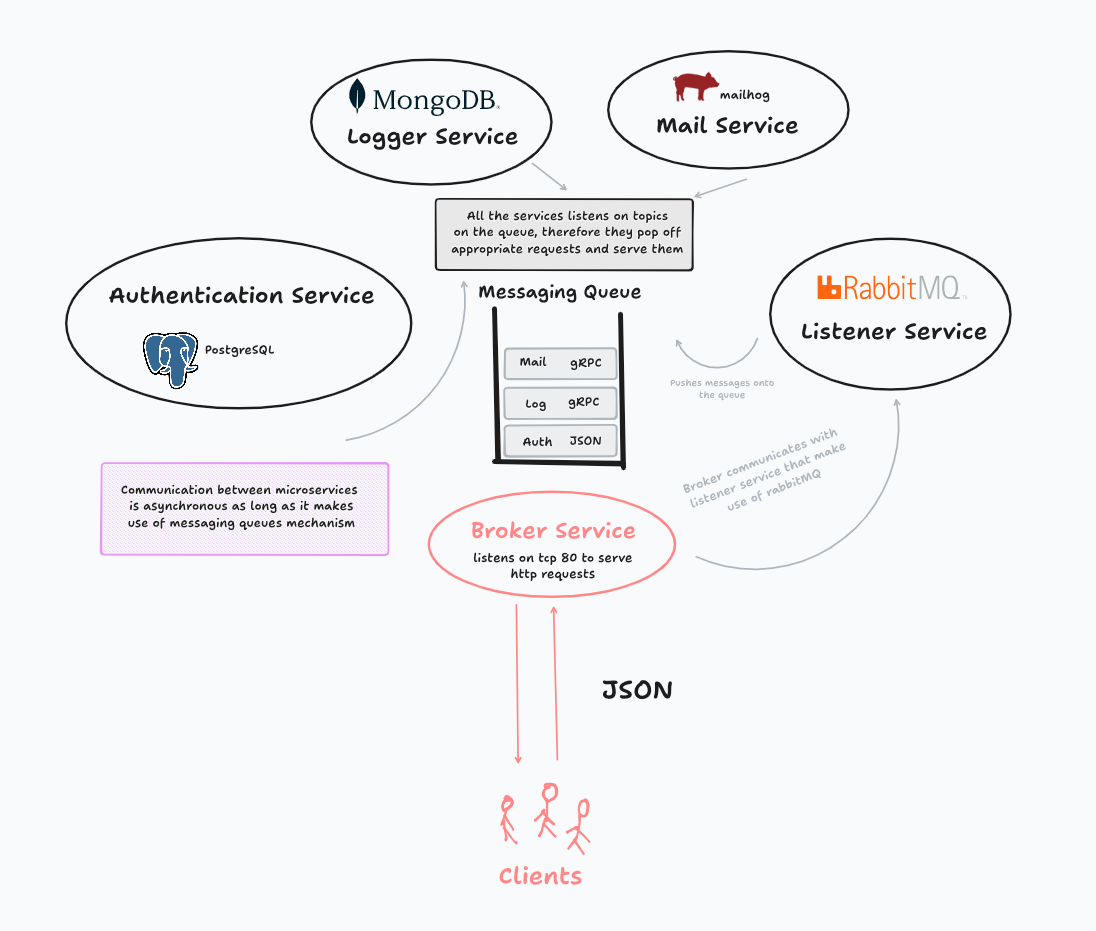 MongoDB
Logger Service
mailhog
Mail Service
All the services listens on topics
on the queue, therefore they pop off
appropriate requests and serve them
Messaging Queue
Authentication Service
PostgreSQL
RabbitMQ
Listener Service
Mail gRPC
Log gRPC
Auth JSON
Pushes messages onto
the queue
Broker communicates with
listener service that make
use of rabbitMQ
Communication between microservices
is asynchronous as long as it makes
use of messaging queues mechanism
Broker Service
listens on tcp 80 to serve
http requests
JSON
Clients